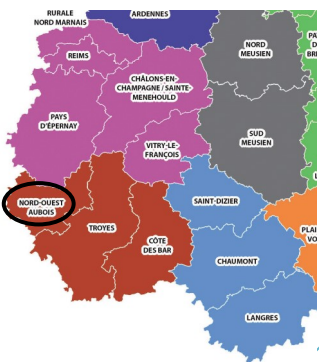 RURALE
NORD MARNAIS
ARDENNES
REIMS
NORD
MEUSIEN
CHÂLONS-EN-
CHAMPAGNE / SAINTE-
MENEHOULD
PAYS
D'ÉPERNAY
VITRY-LE-
FRANÇOIS
SUD
MEUSIEN
NORD-OUEST
AUBOIS
SAINT-DIZIER
TROYES
CÔTE
DES BAR
CHAUMONT
LANGRES